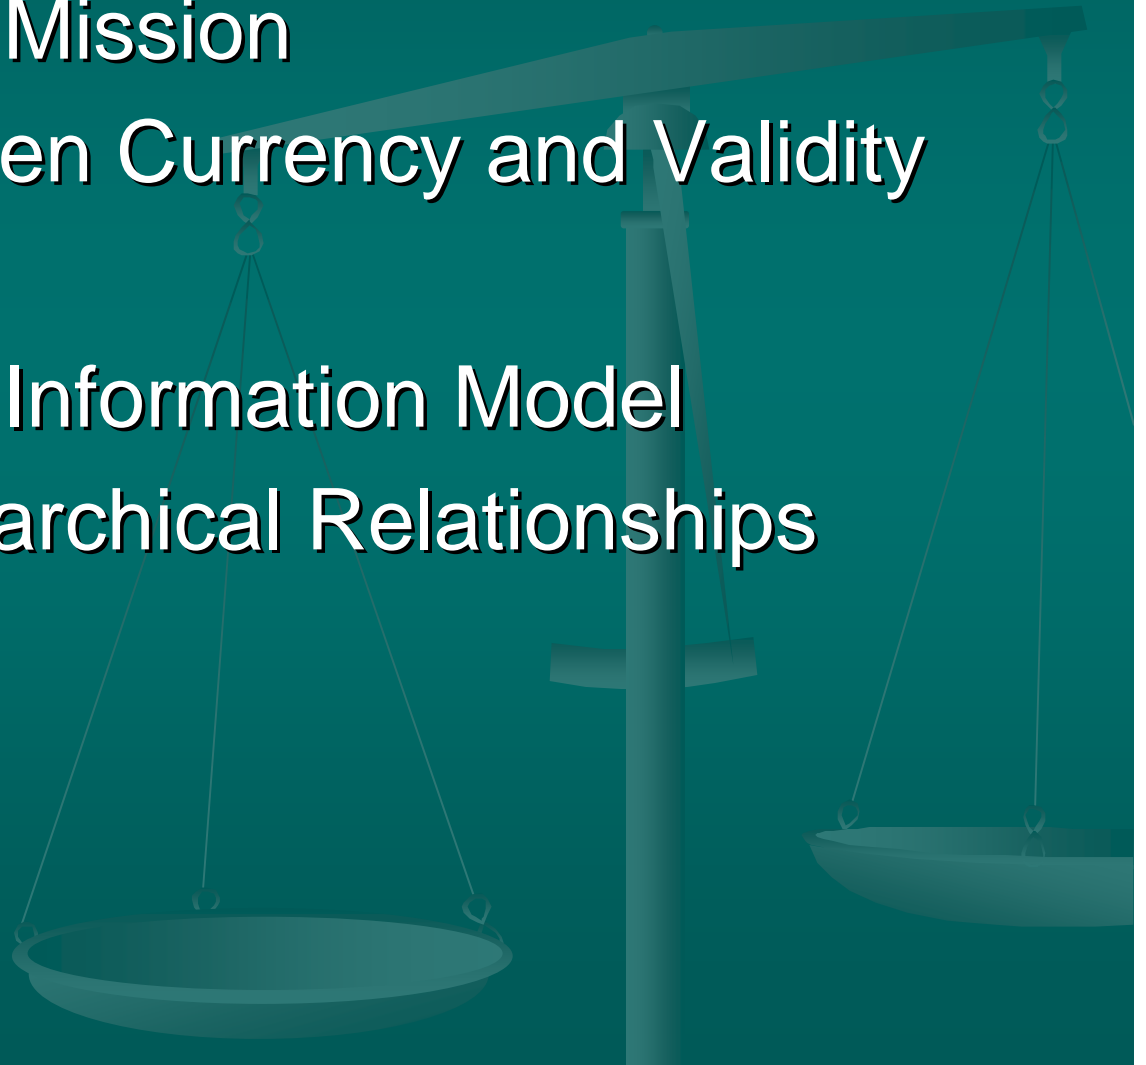 Mission
en Currency and Validity
Information Model
archical Relationships